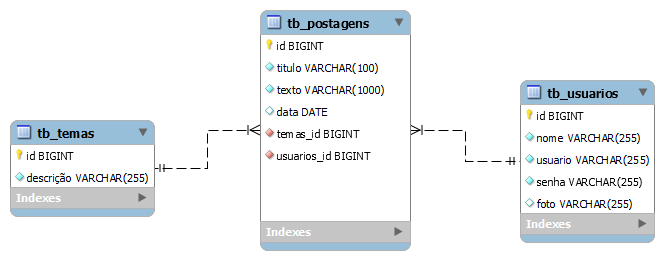 tb_temas
id BIGINT
descrição VARCHAR(255)
Indexes
tb_postagens
id BIGINT
titulo VARCHAR(100)
texto VARCHAR(1000)
data DATE
temas_id BIGINT
usuarios_id BIGINT
Indexes
tb_usuarios
id BIGINT
nome VARCHAR(255)
usuario VARCHAR(255)
senha VARCHAR(255)
foto VARCHAR(255)
Indexes